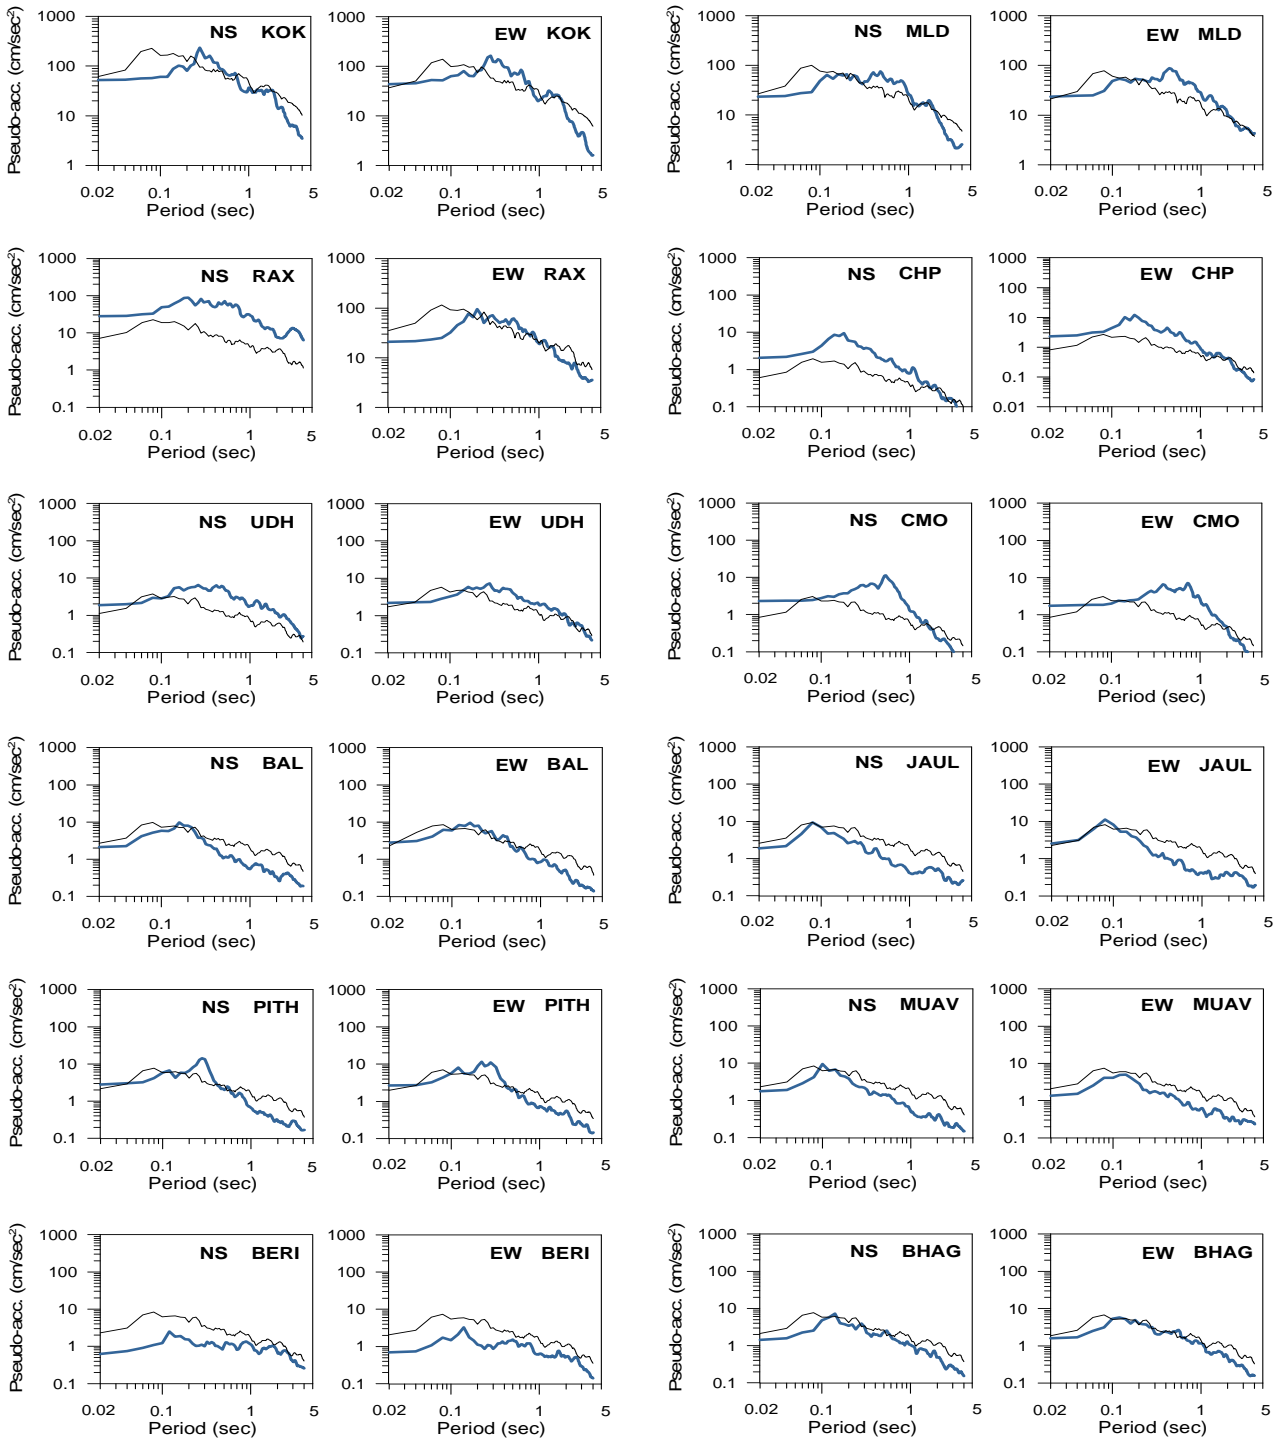 Pseudo-acc. (cm/sec²)
1000
100
10
1
NS KOK
0.02 0.1 1 5
Period (sec)
1000
100
10
1
EW KOK
0.02 0.1 1 5
Period (sec)
Pseudo-acc. (cm/sec²)
1000
100
10
1
NS MLD
0.02 0.1 1 5
Period (sec)
1000
100
10
1
EW MLD
0.02 0.1 1 5
Period (sec)
Pseudo-acc. (cm/sec²)
1000
100
10
1
0.1
NS RAX
0.02 0.1 1 5
Period (sec)
1000
100
10
1
EW RAX
0.02 0.1 1 5
Period (sec)
Pseudo-acc. (cm/sec²)
1000
100
10
1
0.1
NS CHP
0.02 0.1 1 5
Period (sec)
1000
100
10
1
0.1
0.01
EW CHP
0.02 0.1 1 5
Period (sec)
Pseudo-acc. (cm/sec²)
1000
100
10
1
0.1
NS UDH
0.02 0.1 1 5
Period (sec)
1000
100
10
1
0.1
EW UDH
0.02 0.1 1 5
Period (sec)
Pseudo-acc. (cm/sec²)
1000
100
10
1
0.1
NS CMO
0.02 0.1 1 5
Period (sec)
1000
100
10
1
0.1
EW CMO
0.02 0.1 1 5
Period (sec)
Pseudo-acc. (cm/sec²)
1000
100
10
1
0.1
NS BAL
0.02 0.1 1 5
Period (sec)
1000
100
10
1
0.1
EW BAL
0.02 0.1 1 5
Period (sec)
Pseudo-acc. (cm/sec²)
1000
100
10
1
0.1
NS JAUL
0.02 0.1 1 5
Period (sec)
1000
100
10
1
0.1
EW JAUL
0.02 0.1 1 5
Period (sec)
Pseudo-acc. (cm/sec²)
1000
100
10
1
0.1
NS PITH
0.02 0.1 1 5
Period (sec)
1000
100
10
1
0.1
EW PITH
0.02 0.1 1 5
Period (sec)
Pseudo-acc. (cm/sec²)
1000
100
10
1
0.1
NS MUAV
0.02 0.1 1 5
Period (sec)
1000
100
10
1
0.1
EW MUAV
0.02 0.1 1 5
Period (sec)
Pseudo-acc. (cm/sec²)
1000
100
10
1
0.1
NS BERI
0.02 0.1 1 5
Period (sec)
1000
100
10
1
0.1
EW BERI
0.02 0.1 1 5
Period (sec)
Pseudo-acc. (cm/sec²)
1000
100
10
1
0.1
NS BHAG
0.02 0.1 1 5
Period (sec)
1000
100
10
1
0.1
EW BHAG
0.02 0.1 1 5
Period (sec)